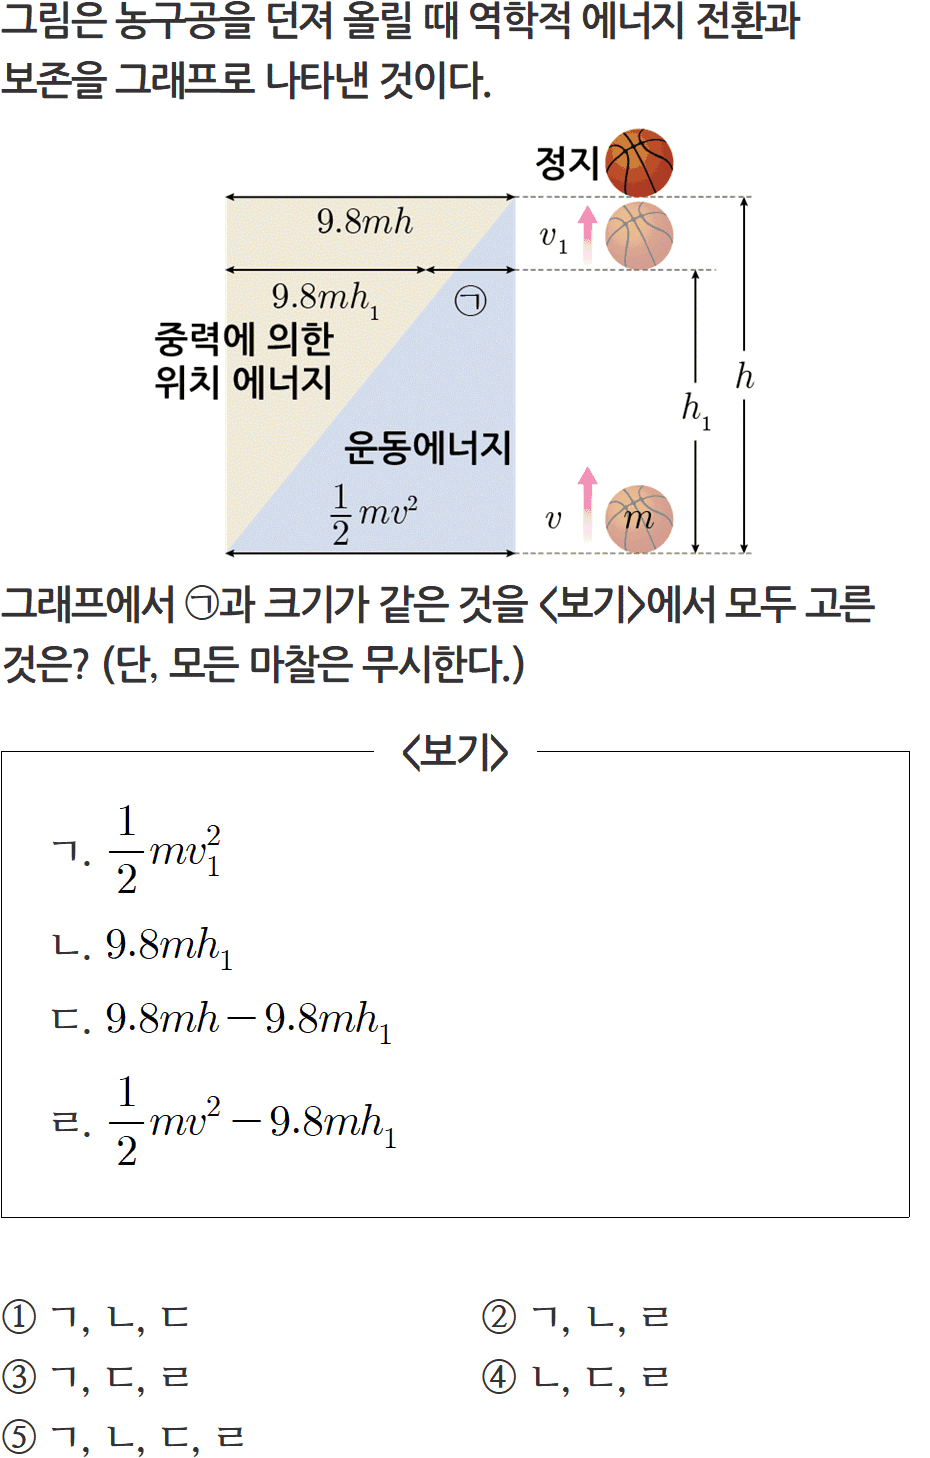 그림은 농구공을 던져 올릴 때 역학적 에너지 전환과
보존을 그래프로 나타낸 것이다.
정지
9.8mh
v₁
9.8mh₁
㉠
중력에 의한
위치 에너지
h
h₁
운동에너지
1/2 mv²
v
m
그래프에서 ㉠과 크기가 같은 것을 <보기>에서 모두 고른
것은? (단, 모든 마찰은 무시한다.)
<보기>
ㄱ. 1/2 mv₁²
ㄴ. 9.8mh₁
ㄷ. 9.8mh − 9.8mh₁
ㄹ. 1/2 mv² − 9.8mh₁
① ㄱ, ㄴ, ㄷ ② ㄱ, ㄴ, ㄹ
③ ㄱ, ㄷ, ㄹ ④ ㄴ, ㄷ, ㄹ
⑤ ㄱ, ㄴ, ㄷ, ㄹ